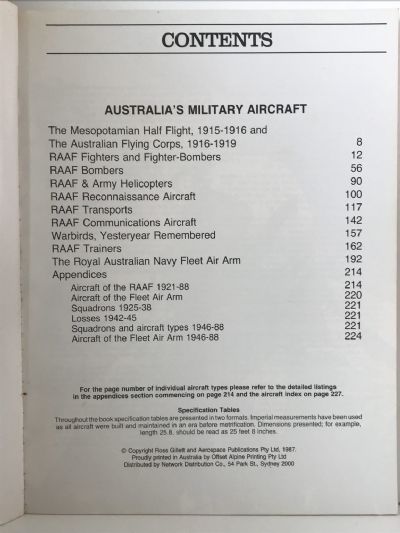 CONTENTS
AUSTRALIA'S MILITARY AIRCRAFT
The Mesopotamian Half Flight, 1915-1916 and
The Australian Flying Corps, 1916-1919 8
RAAF Fighters and Fighter-Bombers 12
RAAF Bombers 56
RAAF & Army Helicopters 90
RAAF Reconnaissance Aircraft 100
RAAF Transports 117
RAAF Communications Aircraft 142
Warbirds, Yesteryear Remembered 157
RAAF Trainers 162
The Royal Australian Navy Fleet Air Arm 192
Appendices 214
Aircraft of the RAAF 1921-88 214
Aircraft of the Fleet Air Arm 220
Squadrons 1925-38 221
Losses 1942-45 221
Squadrons and aircraft types 1946-88 221
Aircraft of the Fleet Air Arm 1946-88 224
For the page number of individual aircraft types please refer to the detailed listings
in the appendices section commencing on page 214 and the aircraft index on page 227.
Specification Tables
Throughout the book specification tables are presented in two formats. Imperial measurements have been used
as all aircraft were built and maintained in an era before metrification. Dimensions presented; for example,
length 25.8, should be read as 25 feet 8 inches.
© Copyright Ross Gillett and Aerospace Publications Pty Ltd, 1987.
Proudly printed in Australia by Offset Alpine Printing Pty Ltd
Distributed by Network Distribution Co., 54 Park St., Sydney 2000